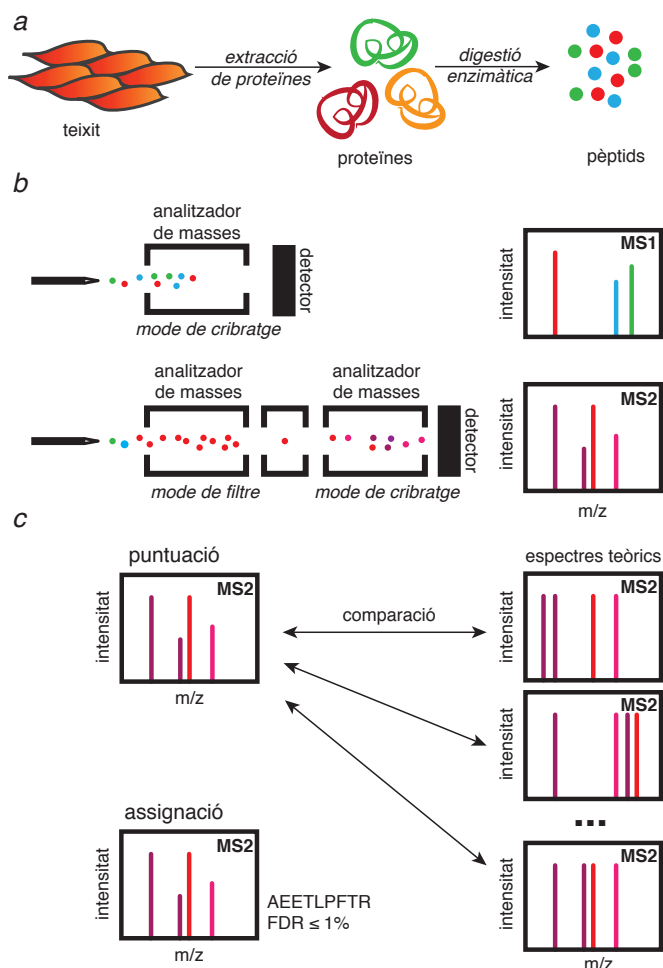 a
extracció
de proteïnes
digestió
enzimàtica
teixit
proteïnes
pèptids
b
analitzador
de masses
detector
mode de cribratge
intensitat
MS1
analitzador
de masses
analitzador
de masses
detector
mode de filtre
mode de cribratge
intensitat
MS2
m/z
c
puntuació
intensitat
MS2
m/z
comparació
espectres teòrics
intensitat
MS2
intensitat
MS2
...
assignació
intensitat
MS2
m/z
AEETLPFTR
FDR ≤ 1%
intensitat
MS2
m/z